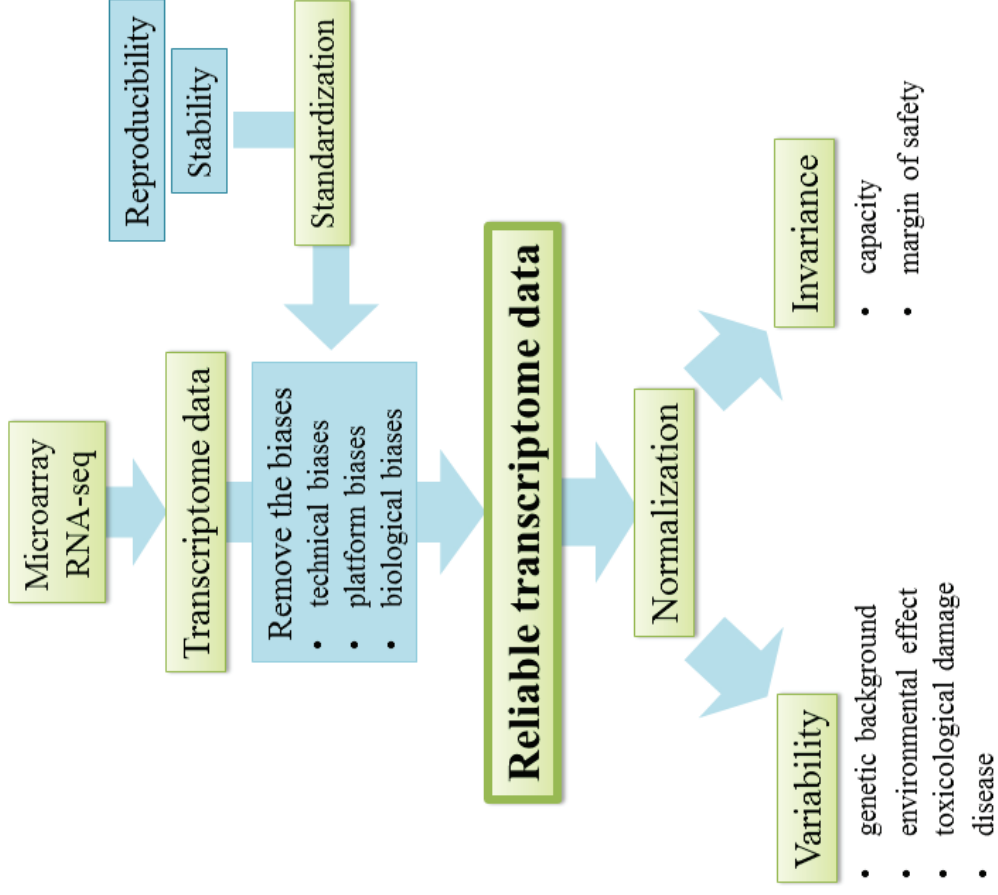 Microarray
RNA-seq
Transcriptome data
Reproducibility
Stability
Standardization
Remove the biases
• technical biases
• platform biases
• biological biases
Reliable transcriptome data
Normalization
Variability
• genetic background
• environmental effect
• toxicological damage
• disease
Invariance
• capacity
• margin of safety